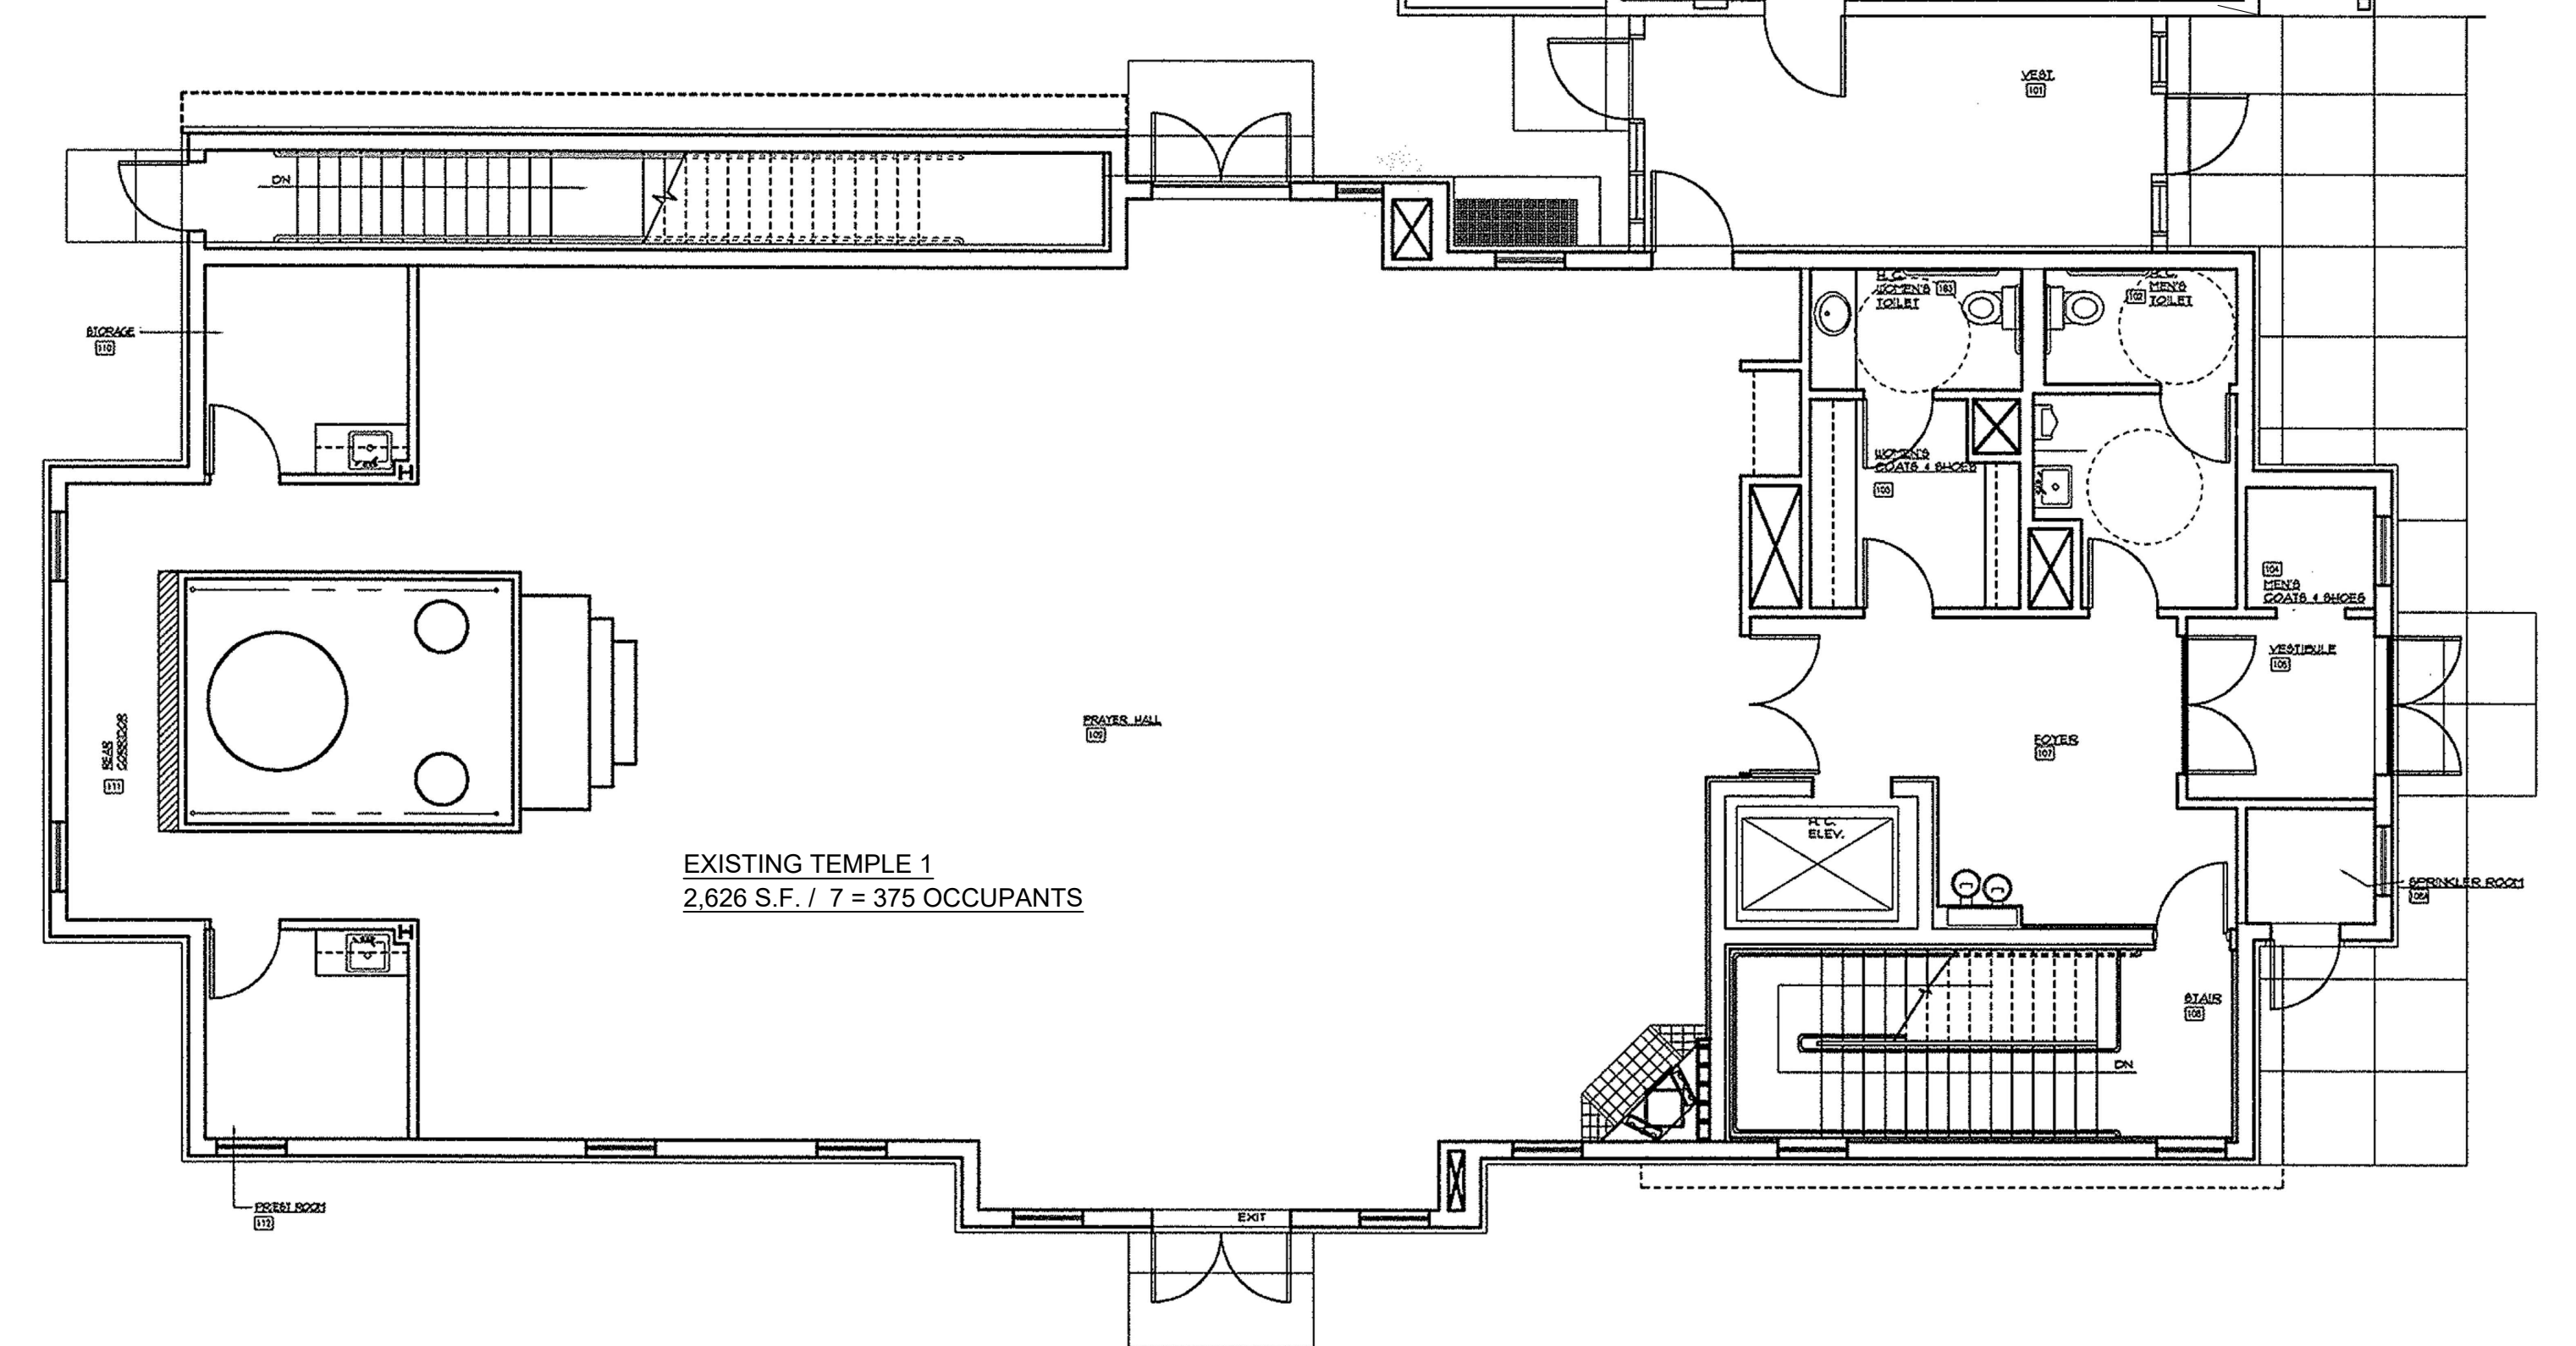 VEST.
101
DN
H.C.
WOMEN'S
TOILET
103
102
H.C.
MEN'S
TOILET
STORAGE
110
WOMEN'S
COATS & SHOES
104
MEN'S
COATS & SHOES
VESTIBULE
REAR
CORRIDOR
111
PRAYER HALL
109
FOYER
107
H.C.
ELEV.
EXISTING TEMPLE 1
2,626 S.F. / 7 = 375 OCCUPANTS
SPRINKLER ROOM
STAIR
108
DN
PRIEST ROOM
112
EXIT